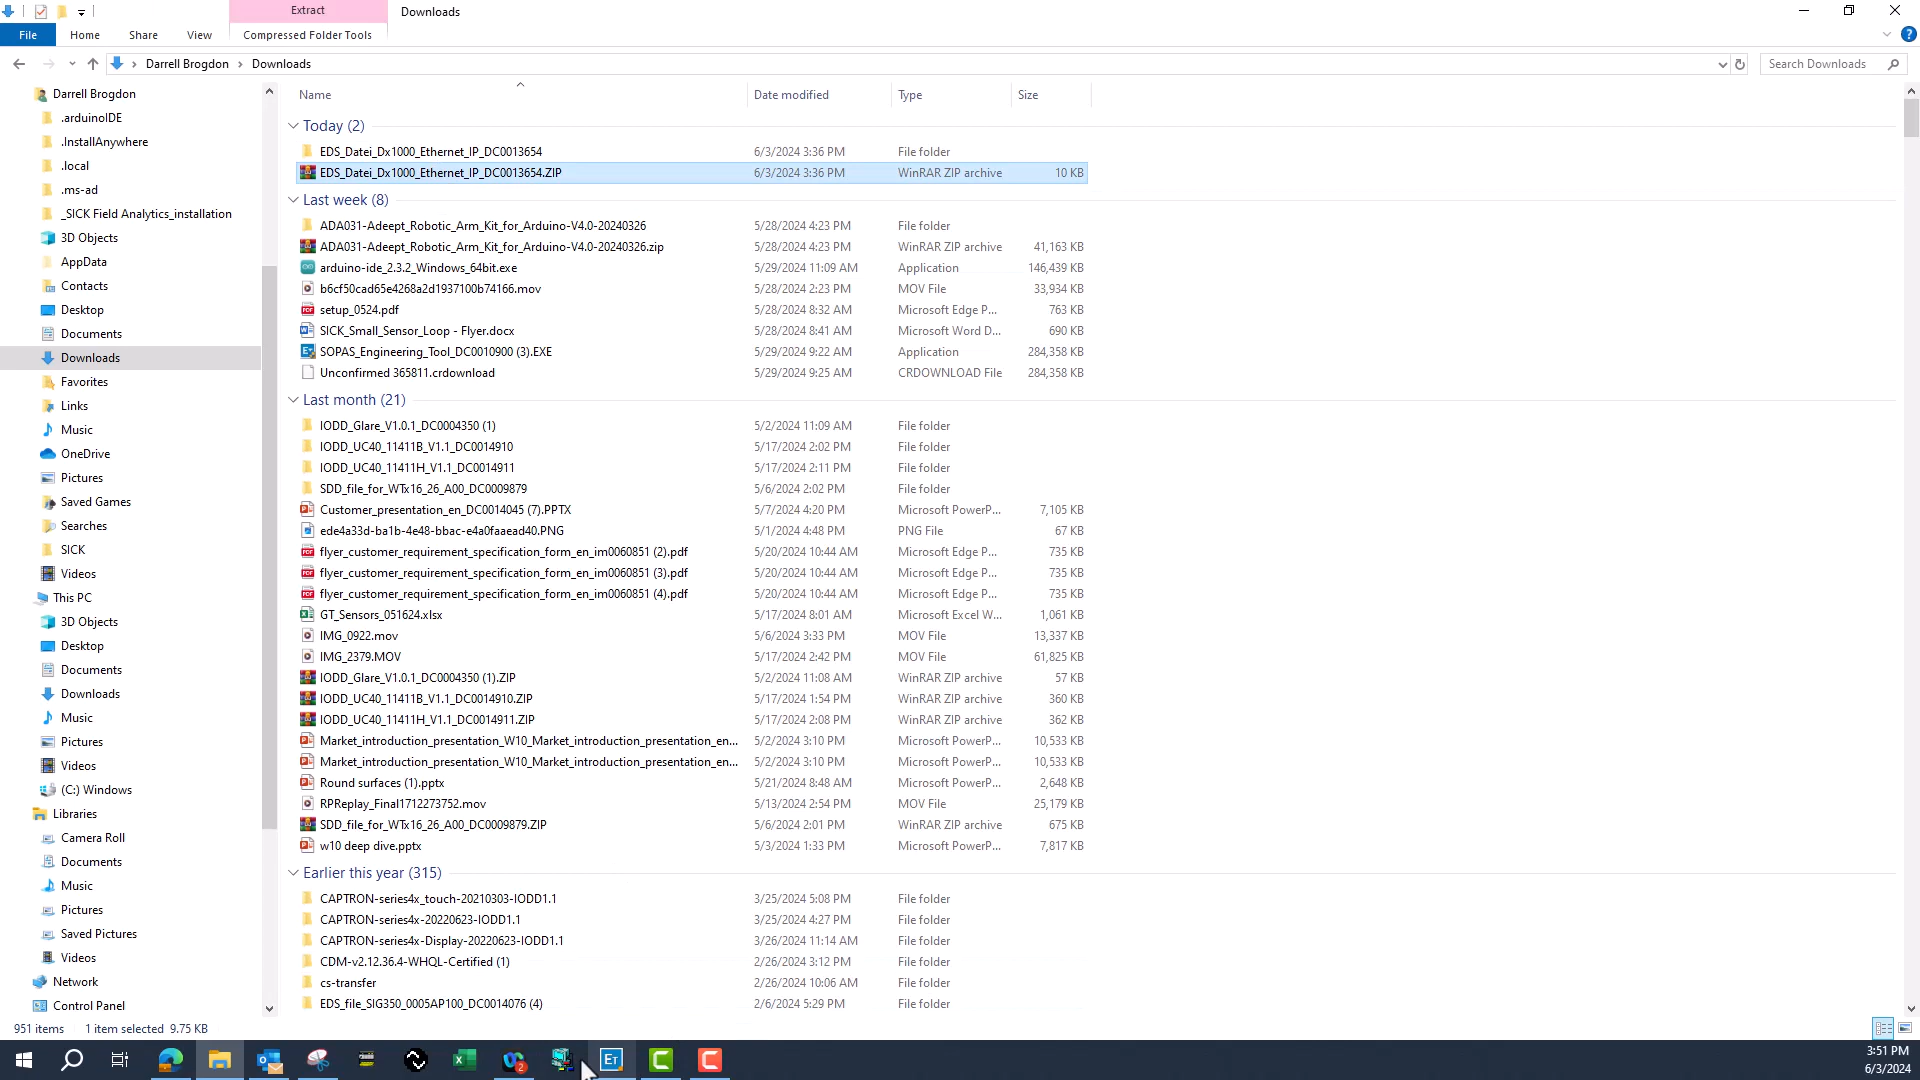 Extract
Downloads
File
Home
Share
View
Compressed Folder Tools
Darrell Brogdon > Downloads
Search Downloads
Darrell Brogdon
.arduinoIDE
.InstallAnywhere
.local
.ms-ad
_SICK Field Analytics_installation
3D Objects
AppData
Contacts
Desktop
Documents
Downloads
Favorites
Links
Music
OneDrive
Pictures
Saved Games
Searches
SICK
Videos
This PC
3D Objects
Desktop
Documents
Downloads
Music
Pictures
Videos
(C:) Windows
Libraries
Camera Roll
Documents
Music
Pictures
Saved Pictures
Videos
Network
Control Panel
Name Date modified Type Size
Today (2)
EDS_Datei_Dx1000_Ethernet_IP_DC0013654 6/3/2024 3:36 PM File folder
EDS_Datei_Dx1000_Ethernet_IP_DC0013654.ZIP 6/3/2024 3:36 PM WinRAR ZIP archive 10 KB
Last week (8)
ADA031-Adeept_Robotic_Arm_Kit_for_Arduino-V4.0-20240326 5/28/2024 4:23 PM File folder
ADA031-Adeept_Robotic_Arm_Kit_for_Arduino-V4.0-20240326.zip 5/28/2024 4:23 PM WinRAR ZIP archive 41,163 KB
arduino-ide_2.3.2_Windows_64bit.exe 5/29/2024 11:09 AM Application 146,439 KB
b6cf50cad65e4268a2d1937100b74166.mov 5/28/2024 2:23 PM MOV File 33,934 KB
setup_0524.pdf 5/28/2024 8:32 AM Microsoft Edge P... 763 KB
SICK_Small_Sensor_Loop - Flyer.docx 5/28/2024 8:41 AM Microsoft Word D... 690 KB
SOPAS_Engineering_Tool_DC0010900 (3).EXE 5/29/2024 9:22 AM Application 284,358 KB
Unconfirmed 365811.crdownload 5/29/2024 9:25 AM CRDOWNLOAD File 284,358 KB
Last month (21)
IODD_Glare_V1.0.1_DC0004350 (1) 5/2/2024 11:09 AM File folder
IODD_UC40_11411B_V1.1_DC0014910 5/17/2024 2:02 PM File folder
IODD_UC40_11411H_V1.1_DC0014911 5/17/2024 2:11 PM File folder
SDD_file_for_WTx16_26_A00_DC0009879 5/6/2024 2:02 PM File folder
Customer_presentation_en_DC0014045 (7).PPTX 5/7/2024 4:20 PM Microsoft PowerP... 7,105 KB
ede4a33d-ba1b-4e48-bbac-e4a0faaead40.PNG 5/1/2024 4:48 PM PNG File 67 KB
flyer_customer_requirement_specification_form_en_im0060851 (2).pdf 5/20/2024 10:44 AM Microsoft Edge P... 735 KB
flyer_customer_requirement_specification_form_en_im0060851 (3).pdf 5/20/2024 10:44 AM Microsoft Edge P... 735 KB
flyer_customer_requirement_specification_form_en_im0060851 (4).pdf 5/20/2024 10:44 AM Microsoft Edge P... 735 KB
GT_Sensors_051624.xlsx 5/17/2024 8:01 AM Microsoft Excel W... 1,061 KB
IMG_0922.mov 5/6/2024 3:33 PM MOV File 13,337 KB
IMG_2379.MOV 5/17/2024 2:42 PM MOV File 61,825 KB
IODD_Glare_V1.0.1_DC0004350 (1).ZIP 5/2/2024 11:08 AM WinRAR ZIP archive 57 KB
IODD_UC40_11411B_V1.1_DC0014910.ZIP 5/17/2024 1:54 PM WinRAR ZIP archive 360 KB
IODD_UC40_11411H_V1.1_DC0014911.ZIP 5/17/2024 2:08 PM WinRAR ZIP archive 362 KB
Market_introduction_presentation_W10_Market_introduction_presentation_en... 5/2/2024 3:10 PM Microsoft PowerP... 10,533 KB
Market_introduction_presentation_W10_Market_introduction_presentation_en... 5/2/2024 3:10 PM Microsoft PowerP... 10,533 KB
Round surfaces (1).pptx 5/21/2024 8:48 AM Microsoft PowerP... 2,648 KB
RPReplay_Final1712273752.mov 5/13/2024 2:54 PM MOV File 25,179 KB
SDD_file_for_WTx16_26_A00_DC0009879.ZIP 5/6/2024 2:01 PM WinRAR ZIP archive 675 KB
w10 deep dive.pptx 5/3/2024 1:33 PM Microsoft PowerP... 7,817 KB
Earlier this year (315)
CAPTRON-series4x_touch-20210303-IODD1.1 3/25/2024 5:08 PM File folder
CAPTRON-series4x-20220623-IODD1.1 3/25/2024 4:27 PM File folder
CAPTRON-series4x-Display-20220623-IODD1.1 3/26/2024 11:14 AM File folder
CDM-v2.12.36.4-WHQL-Certified (1) 2/26/2024 3:12 PM File folder
cs-transfer 2/26/2024 10:06 AM File folder
EDS_file_SIG350_0005AP100_DC0014076 (4) 2/6/2024 5:29 PM File folder
951 items 1 item selected 9.75 KB
3:51 PM
6/3/2024